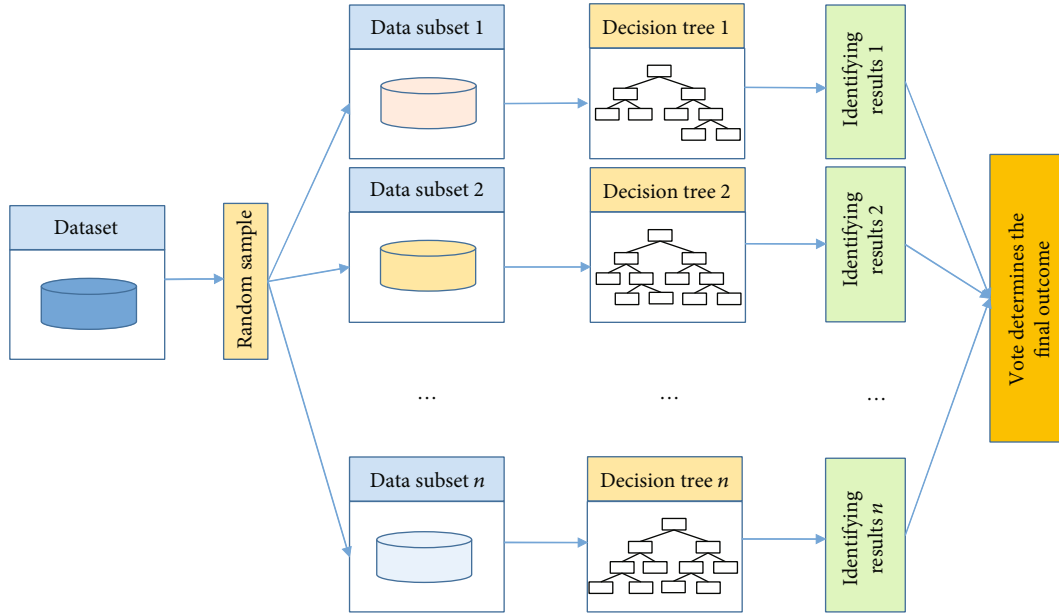 Data subset 1
Decision tree 1
Identifying
results 1
Data subset 2
Decision tree 2
Identifying
results 2
Dataset
Random sample
Vote determines the
final outcome
...
...
...
Data subset n
Decision tree n
Identifying
results n